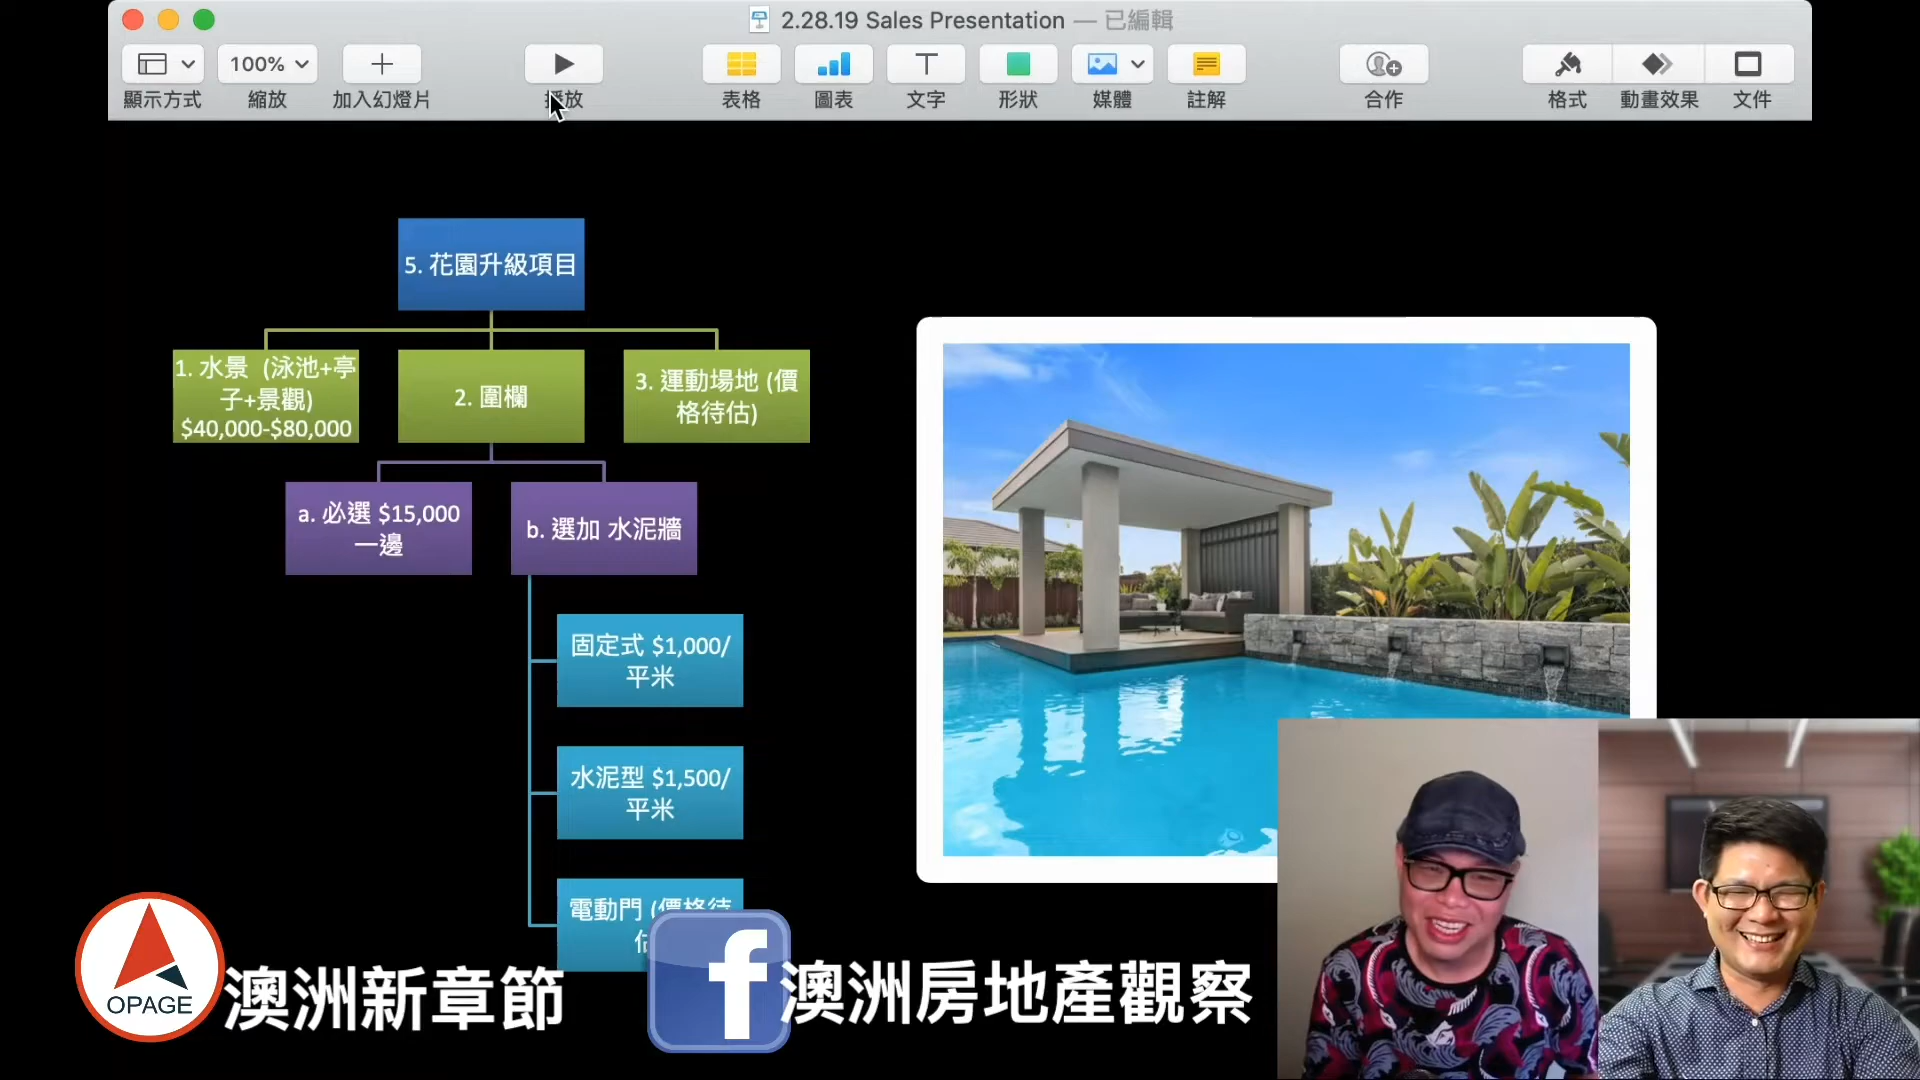 2.28.19 Sales Presentation — 已編輯
100%
顯示方式 縮放 加入幻燈片 播放 表格 圖表 文字 形狀 媒體 註解 合作 格式 動畫效果 文件
5. 花園升級項目
1. 水景 (泳池+亭
子+景觀)
$40,000-$80,000
2. 圍欄
3. 運動場地 (價
格待估)
a. 必選 $15,000
一邊
b. 選加 水泥牆
固定式 $1,000/
平米
水泥型 $1,500/
平米
電動門 (價格待
OPAGE
澳洲新章節
f
澳洲房地產觀察